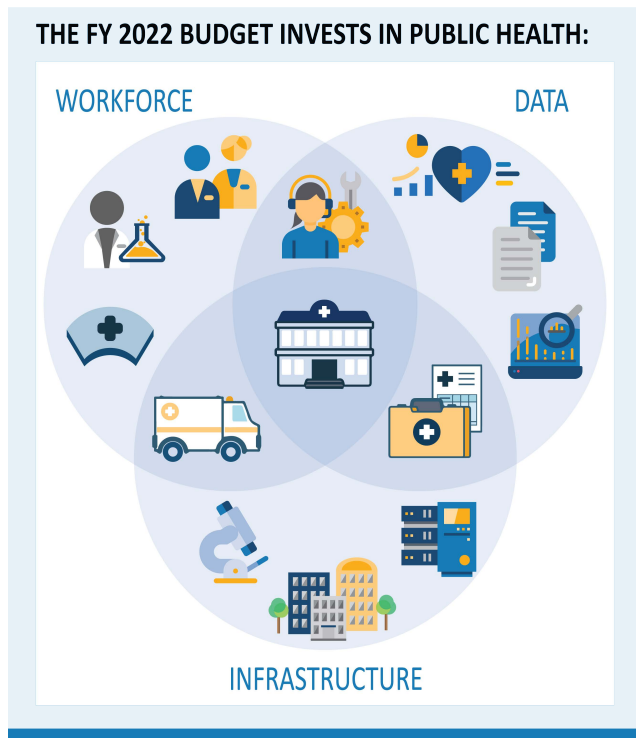 THE FY 2022 BUDGET INVESTS IN PUBLIC HEALTH:
WORKFORCE
DATA
INFRASTRUCTURE